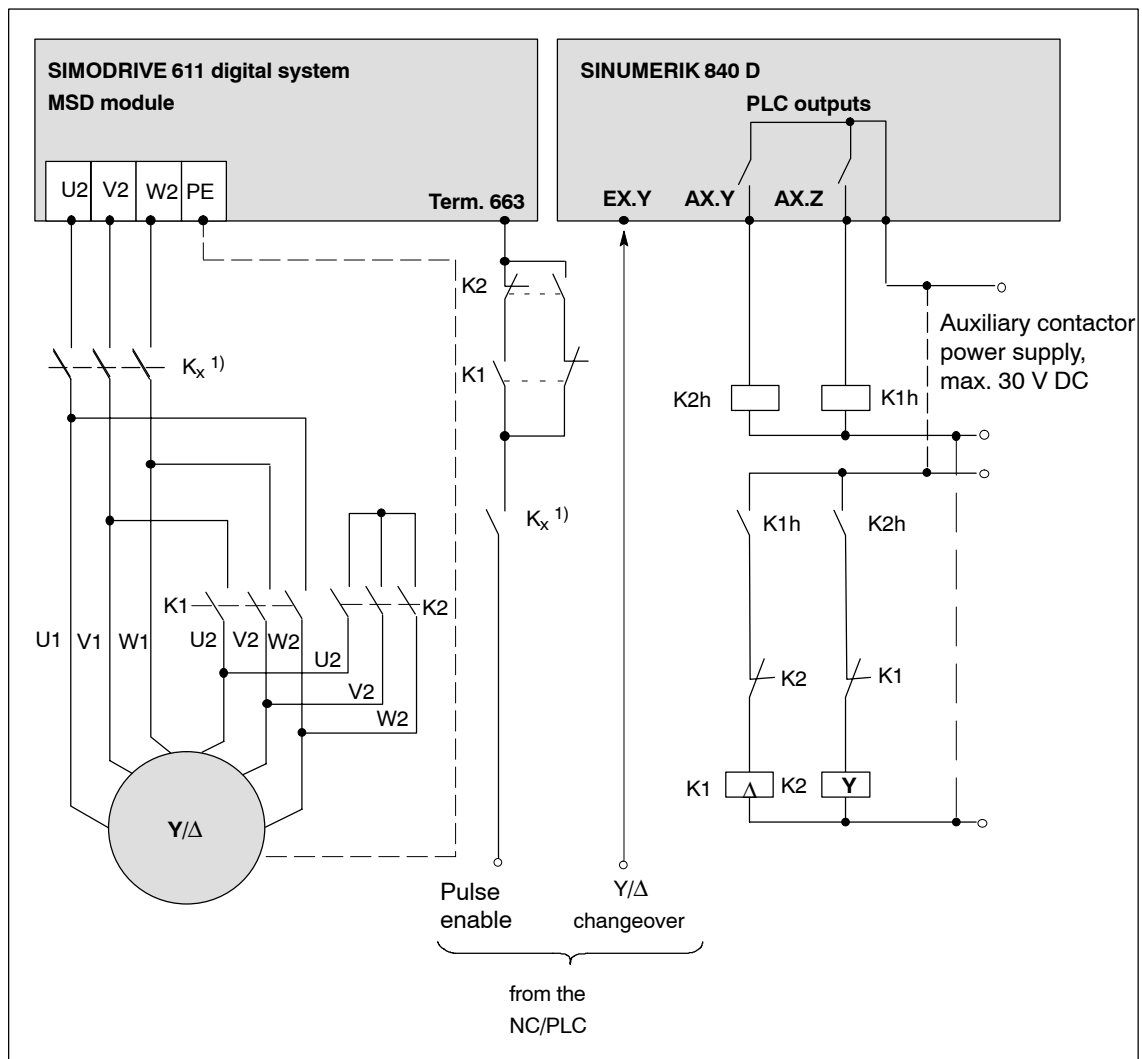 SIMODRIVE 611 digital system
MSD module
U2 V2 W2 PE
Term. 663
SINUMERIK 840 D
PLC outputs
EX.Y AX.Y AX.Z
K2
K1
Kx 1)
Kx 1)
K2h
K1h
Auxiliary contactor
power supply,
max. 30 V DC
K1h
K2h
K1
K2
U1 V1 W1
U2 V2 W2
U2
V2
W2
K2
K1
K1 Δ
K2 Y
Y/Δ
Pulse
enable
Y/Δ
changeover
from the
NC/PLC